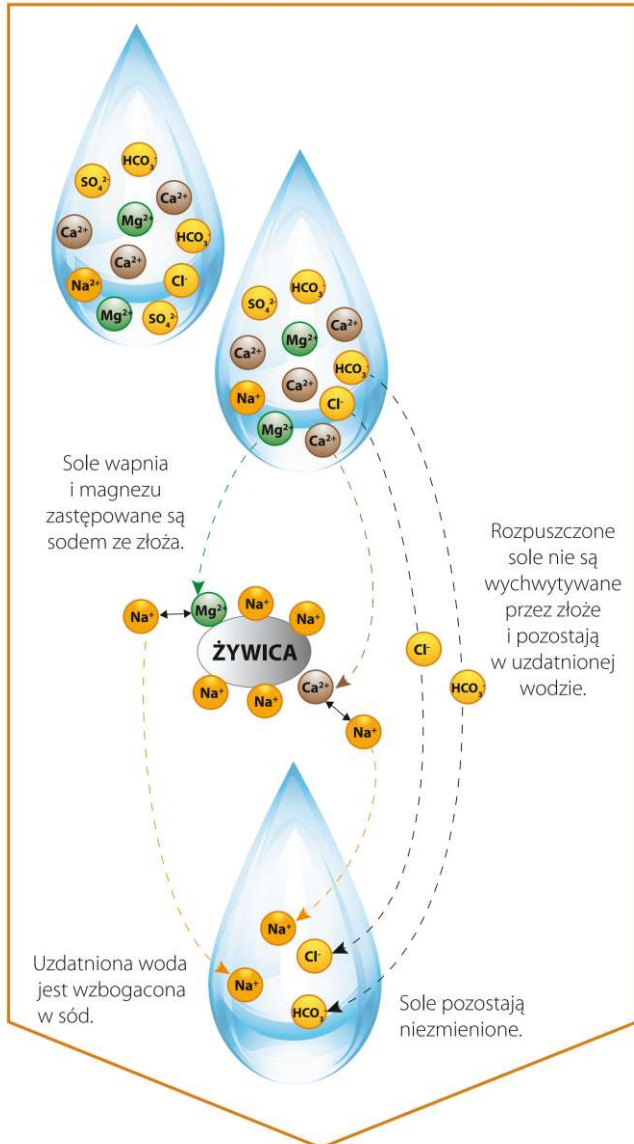 HCO₃⁻
SO₄²⁻
Ca²⁺
Mg²⁺
Ca²⁺
HCO₃⁻
Ca²⁺
Na²⁺
Cl⁻
Mg²⁺
SO₄²⁻
HCO₃⁻
SO₄²⁻
Ca²⁺
Mg²⁺
Ca²⁺
HCO₃⁻
Ca²⁺
Na⁺
Cl⁻
Mg²⁺
Ca²⁺
Sole wapnia
i magnezu
zastępowane są
sodem ze złoża.
Rozpuszczone
sole nie są
wychwytywane
przez złoże
i pozostają
w uzdatnionej
wodzie.
Na⁺
Mg²⁺
Na⁺
Na⁺
ŻYWICA
Na⁺
Na⁺
Ca²⁺
Na⁺
Cl⁻
HCO₃⁻
Na⁺
Cl⁻
Na⁺
HCO₃⁻
Uzdatniona woda
jest wzbogacona
w sód.
Sole pozostają
niezmienione.